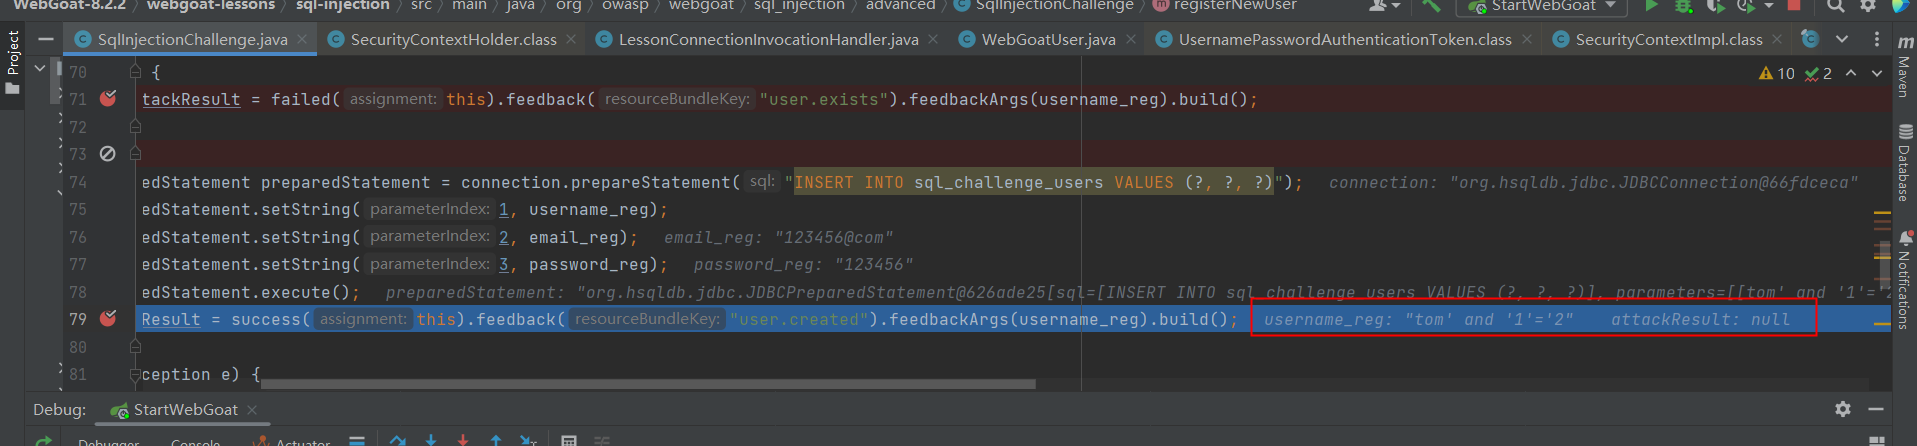 WebGoat-8.2.2 webgoat-lessons sql-injection src main java org owasp webgoat sql_injection advanced SqlInjectionChallenge registerNewUser StartWebGoat
Project
SqlInjectionChallenge.java SecurityContextHolder.class LessonConnectionInvocationHandler.java WebGoatUser.java UsernamePasswordAuthenticationToken.class SecurityContextImpl.class
70 {
10 2
71 tackResult = failed( assignment: this).feedback( resourceBundleKey: "user.exists").feedbackArgs(username_reg).build();
72
73
74 edStatement preparedStatement = connection.prepareStatement( sql: "INSERT INTO sql_challenge_users VALUES (?, ?, ?)"); connection: "org.hsqldb.jdbc.JDBCConnection@66fdceca"
75 edStatement.setString( parameterIndex: 1, username_reg);
76 edStatement.setString( parameterIndex: 2, email_reg); email_reg: "123456@com"
77 edStatement.setString( parameterIndex: 3, password_reg); password_reg: "123456"
78 edStatement.execute(); preparedStatement: "org.hsqldb.jdbc.JDBCPreparedStatement@626ade25[sql=[INSERT INTO sql_challenge_users VALUES (?, ?, ?)], parameters=[[tom' and '1'='2
79 Result = success( assignment: this).feedback( resourceBundleKey: "user.created").feedbackArgs(username_reg).build(); username_reg: "tom' and '1'='2" attackResult: null
80
81 ception e) {
Maven
Database
Notifications
Debug: StartWebGoat
Debugger Console Actuator